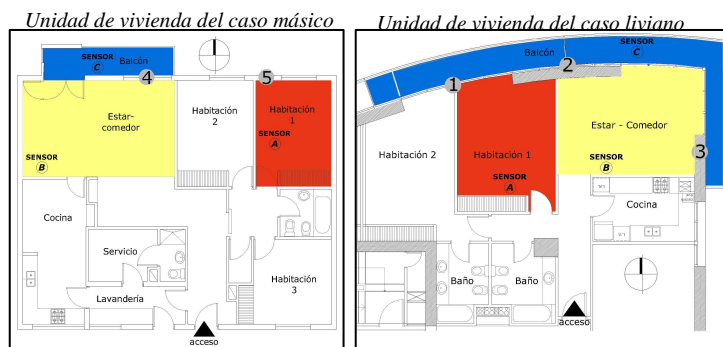 Unidad de vivienda del caso másico
SENSOR
C
Balcón
4
5
Estar-
comedor
Habitación
2
Habitación
1
SENSOR
A
SENSOR
B
Cocina
Servicio
Lavandería
Habitación
3
acceso
Unidad de vivienda del caso liviano
Balcón
SENSOR
C
1
2
Habitación 2
Habitación 1
SENSOR
A
Estar - Comedor
SENSOR
B
3
Cocina
Baño
Baño
acceso